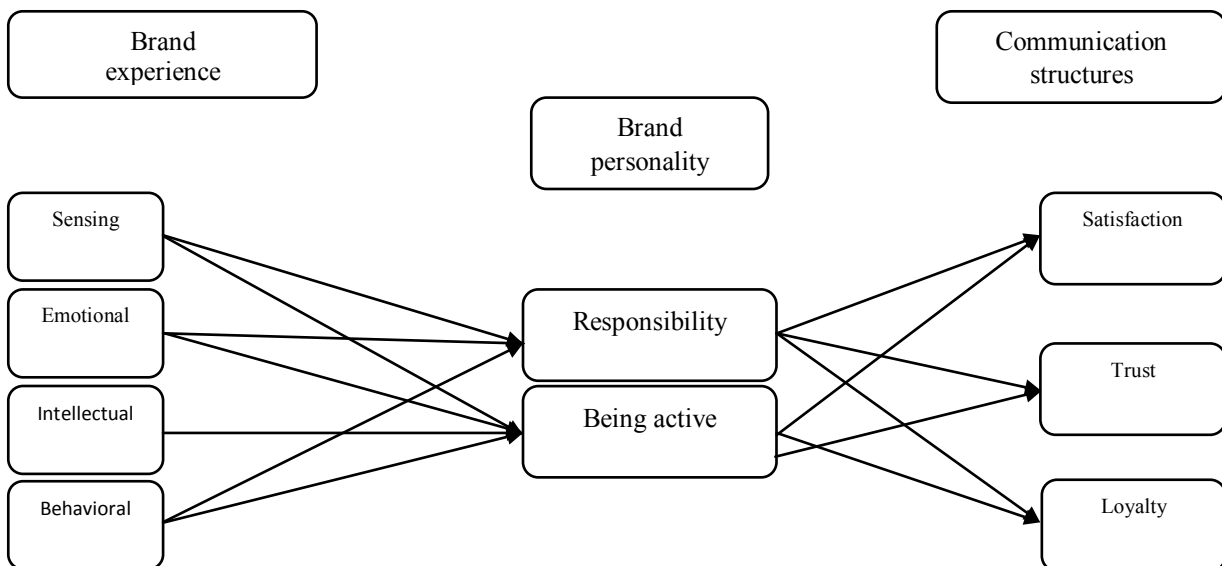 Brand
experience
Communication
structures
Brand
personality
Sensing
Satisfaction
Emotional
Responsibility
Trust
Intellectual
Being active
Behavioral
Loyalty